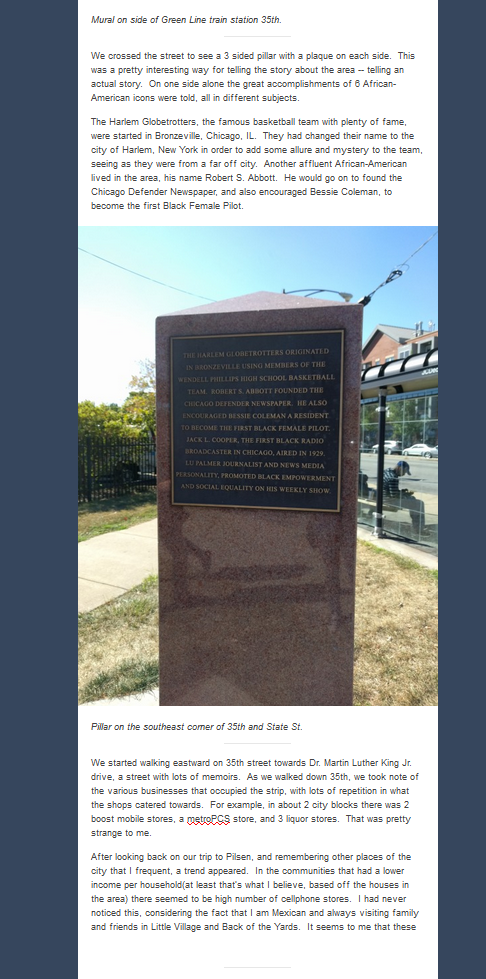 Mural on side of Green Line train station 35th.
We crossed the street to see a 3 sided pillar with a plaque on each side.  This
was a pretty interesting way for telling the story about the area -- telling an
actual story.  On one side alone the great accomplishments of 6 African-
American icons were told, all in different subjects.
The Harlem Globetrotters, the famous basketball team with plenty of fame,
were started in Bronzeville, Chicago, IL.  They had changed their name to the
city of Harlem, New York in order to add some allure and mystery to the team,
seeing as they were from a far off city.  Another affluent African-American
lived in the area, his name Robert S. Abbott.  He would go on to found the
Chicago Defender Newspaper, and also encouraged Bessie Coleman, to
become the first Black Female Pilot.
THE HARLEM GLOBETROTTERS ORIGINATED
IN BRONZEVILLE USING MEMBERS OF THE
WENDELL PHILLIPS HIGH SCHOOL BASKETBALL
TEAM. ROBERT S. ABBOTT FOUNDED THE
CHICAGO DEFENDER NEWSPAPER. HE ALSO
ENCOURAGED BESSIE COLEMAN A RESIDENT
TO BECOME THE FIRST BLACK FEMALE PILOT.
JACK L. COOPER, THE FIRST BLACK RADIO
BROADCASTER IN CHICAGO, AIRED IN 1929.
LU PALMER JOURNALIST AND NEWS MEDIA
PERSONALITY, PROMOTED BLACK EMPOWERMENT
AND SOCIAL EQUALITY ON HIS WEEKLY SHOW.
Pillar on the southeast corner of 35th and State St.
We started walking eastward on 35th street towards Dr. Martin Luther King Jr.
drive, a street with lots of memoirs.  As we walked down 35th, we took note of
the various businesses that occupied the strip, with lots of repetition in what
the shops catered towards.  For example, in about 2 city blocks there was 2
boost mobile stores, a metroPCS store, and 3 liquor stores.  That was pretty
strange to me.
After looking back on our trip to Pilsen, and remembering other places of the
city that I frequent, a trend appeared.  In the communities that had a lower
income per household(at least that's what I believe, based off the houses in
the area) there seemed to be high number of cellphone stores.  I had never
noticed this, considering the fact that I am Mexican and always visiting family
and friends in Little Village and Back of the Yards.  It seems to me that these